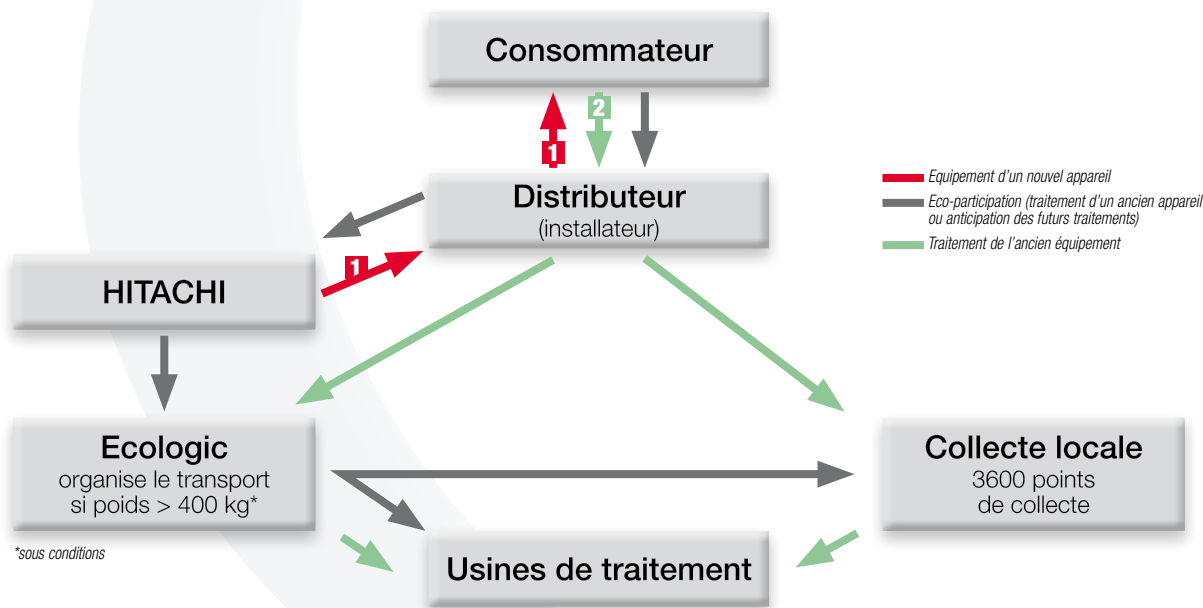 Consommateur
2
1
Distributeur
(installateur)
Equipement d'un nouvel appareil
Eco-participation (traitement d'un ancien appareil
ou anticipation des futurs traitements)
Traitement de l'ancien équipement
1
HITACHI
Ecologic
organise le transport
si poids > 400 kg*
*sous conditions
Collecte locale
3600 points
de collecte
Usines de traitement